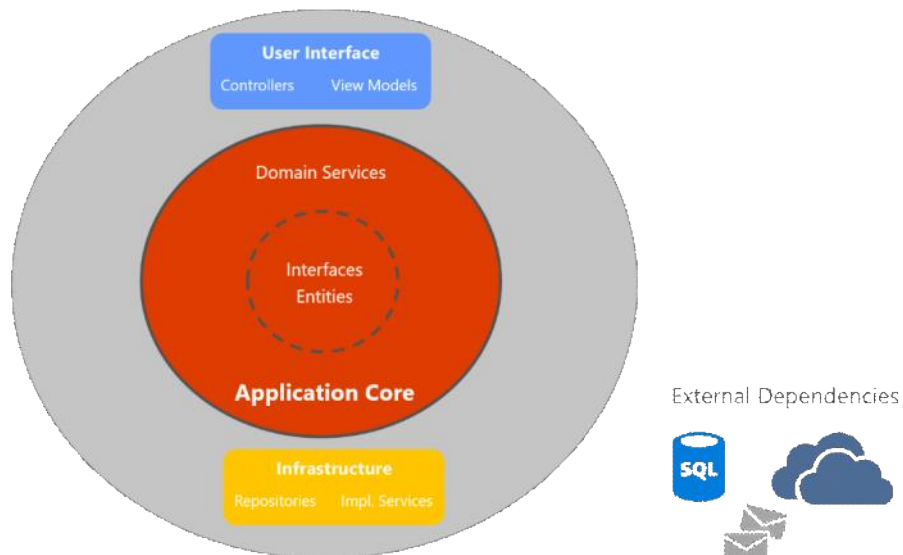 User Interface
Controllers View Models
Domain Services
Interfaces
Entities
Application Core
Infrastructure
Repositories Impl. Services
External Dependencies
SQL